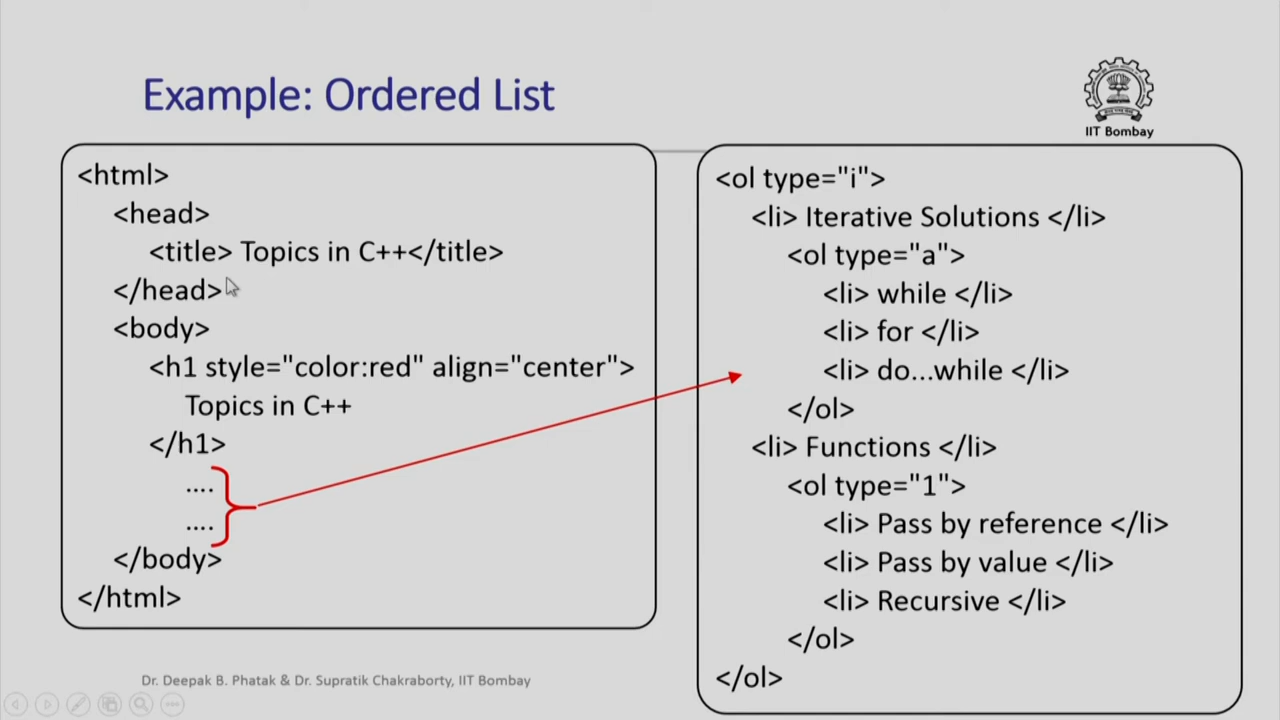 Example: Ordered List
IIT Bombay
<html>
<head>
<title> Topics in C++</title>
</head>
<body>
<h1 style="color:red" align="center">
Topics in C++
</h1>
....
....
</body>
</html>
<ol type="i">
<li> Iterative Solutions </li>
<ol type="a">
<li> while </li>
<li> for </li>
<li> do...while </li>
</ol>
<li> Functions </li>
<ol type="1">
<li> Pass by reference </li>
<li> Pass by value </li>
<li> Recursive </li>
</ol>
</ol>
Dr. Deepak B. Phatak & Dr. Supratik Chakraborty, IIT Bombay